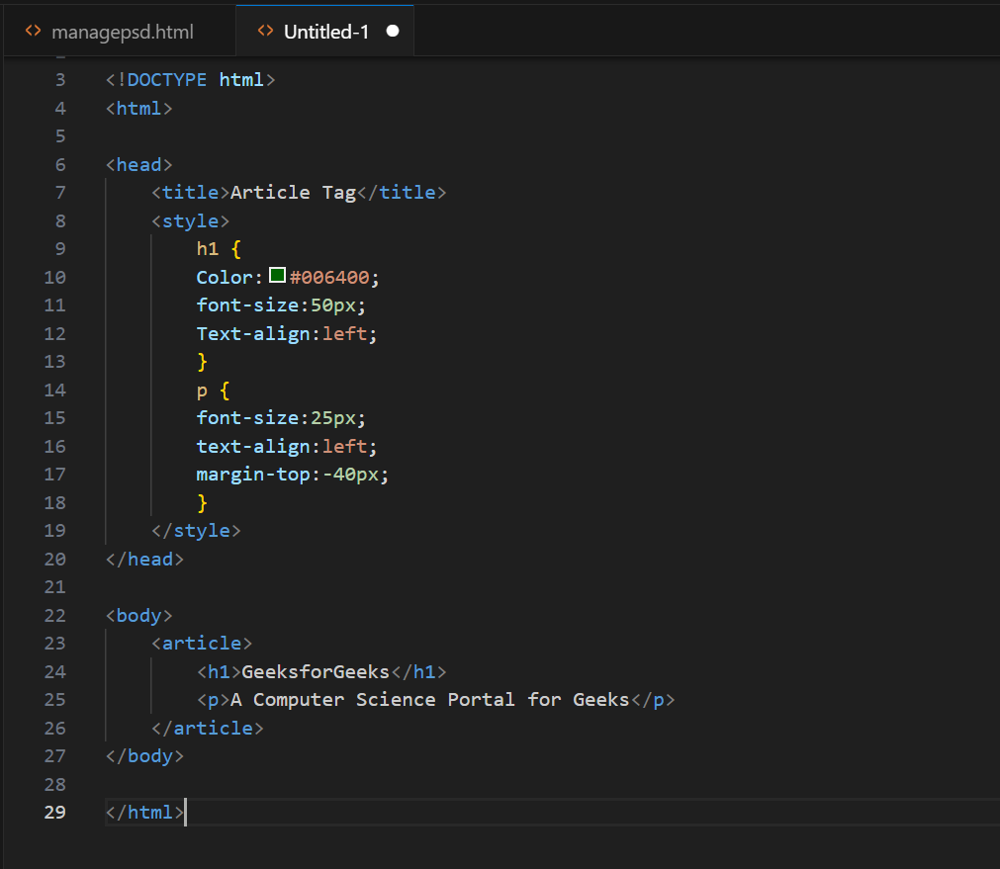 managepsd.html
Untitled-1
3 <!DOCTYPE html>
4 <html>
5
6 <head>
7     <title>Article Tag</title>
8     <style>
9         h1 {
10         Color:#006400;
11         font-size:50px;
12         Text-align:left;
13         }
14         p {
15         font-size:25px;
16         text-align:left;
17         margin-top:-40px;
18         }
19     </style>
20 </head>
21
22 <body>
23     <article>
24         <h1>GeeksforGeeks</h1>
25         <p>A Computer Science Portal for Geeks</p>
26     </article>
27 </body>
28
29 </html>